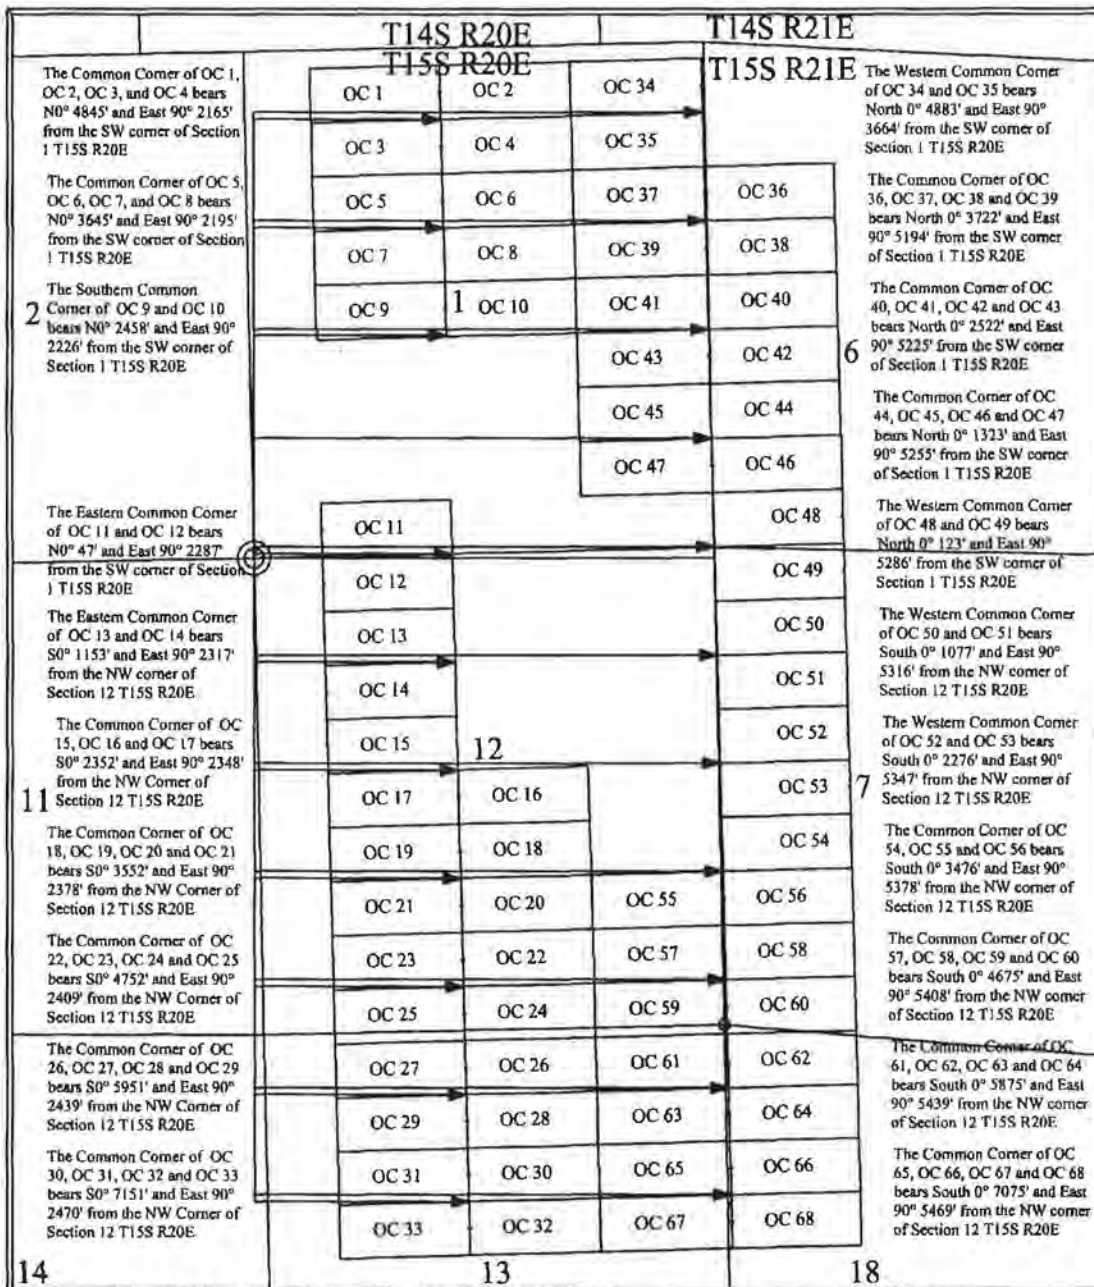 T14S R20E
T14S R21E
T15S R20E
T15S R21E
The Common Corner of OC 1,
OC 2, OC 3, and OC 4 bears
N0° 4845' and East 90° 2165'
from the SW corner of Section
1 T15S R20E
The Common Corner of OC 5,
OC 6, OC 7, and OC 8 bears
N0° 3645' and East 90° 2195'
from the SW corner of Section
1 T15S R20E
The Southern Common
Corner of OC 9 and OC 10
bears N0° 2458' and East 90°
2226' from the SW corner of
Section 1 T15S R20E
2
The Eastern Common Corner
of OC 11 and OC 12 bears
N0° 47' and East 90° 2287'
from the SW corner of Section
1 T15S R20E
The Eastern Common Corner
of OC 13 and OC 14 bears
S0° 1153' and East 90° 2317'
from the NW corner of
Section 12 T15S R20E
The Common Corner of OC
15, OC 16 and OC 17 bears
S0° 2352' and East 90° 2348'
from the NW Corner of
Section 12 T15S R20E
11
The Common Corner of OC
18, OC 19, OC 20 and OC 21
bears S0° 3552' and East 90°
2378' from the NW Corner of
Section 12 T15S R20E
The Common Corner of OC
22, OC 23, OC 24 and OC 25
bears S0° 4752' and East 90°
2409' from the NW Corner of
Section 12 T15S R20E
The Common Corner of OC
26, OC 27, OC 28 and OC 29
bears S0° 5951' and East 90°
2439' from the NW Corner of
Section 12 T15S R20E
The Common Corner of OC
30, OC 31, OC 32 and OC 33
bears S0° 7151' and East 90°
2470' from the NW Corner of
Section 12 T15S R20E
14
OC 1 OC 2 OC 34
OC 3 OC 4 OC 35
OC 5 OC 6 OC 37 OC 36
OC 7 OC 8 OC 39 OC 38
OC 9 1 OC 10 OC 41 OC 40
OC 43 OC 42
6
OC 45 OC 44
OC 47 OC 46
OC 11 OC 48
OC 12 OC 49
OC 13 OC 50
OC 14 OC 51
OC 15 12 OC 52
OC 17 OC 16 OC 53
7
OC 19 OC 18 OC 54
OC 21 OC 20 OC 55 OC 56
OC 23 OC 22 OC 57 OC 58
OC 25 OC 24 OC 59 OC 60
OC 27 OC 26 OC 61 OC 62
OC 29 OC 28 OC 63 OC 64
OC 31 OC 30 OC 65 OC 66
OC 33 OC 32 OC 67 OC 68
13
18
The Western Common Corner
of OC 34 and OC 35 bears
North 0° 4883' and East 90°
3664' from the SW corner of
Section 1 T15S R20E
The Common Corner of OC
36, OC 37, OC 38 and OC 39
bears North 0° 3722' and East
90° 5194' from the SW corner
of Section 1 T15S R20E
The Common Corner of OC
40, OC 41, OC 42 and OC 43
bears North 0° 2522' and East
90° 5225' from the SW corner
of Section 1 T15S R20E
The Common Corner of OC
44, OC 45, OC 46 and OC 47
bears North 0° 1323' and East
90° 5255' from the SW corner
of Section 1 T15S R20E
The Western Common Corner
of OC 48 and OC 49 bears
North 0° 123' and East 90°
5286' from the SW corner of
Section 1 T15S R20E
The Western Common Corner
of OC 50 and OC 51 bears
South 0° 1077' and East 90°
5316' from the NW corner of
Section 12 T15S R20E
The Western Common Corner
of OC 52 and OC 53 bears
South 0° 2276' and East 90°
5347' from the NW corner of
Section 12 T15S R20E
The Common Corner of OC
54, OC 55 and OC 56 bears
South 0° 3476' and East 90°
5378' from the NW corner of
Section 12 T15S R20E
The Common Corner of OC
57, OC 58, OC 59 and OC 60
bears South 0° 4675' and East
90° 5408' from the NW corner
of Section 12 T15S R20E
The Common Corner of OC
61, OC 62, OC 63 and OC 64
bears South 0° 5875' and East
90° 5439' from the NW corner
of Section 12 T15S R20E
The Common Corner of OC
65, OC 66, OC 67 and OC 68
bears South 0° 7075' and East
90° 5469' from the NW corner
of Section 12 T15S R20E